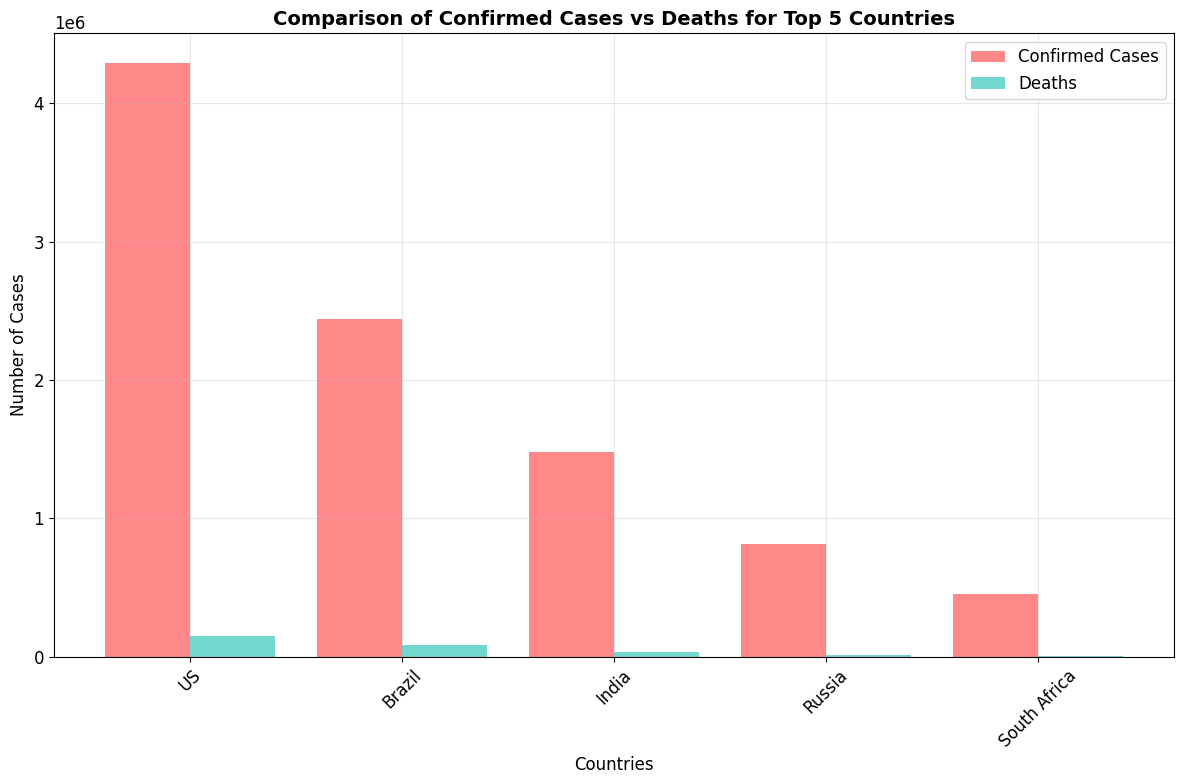 Comparison of Confirmed Cases vs Deaths for Top 5 Countries
1e6
Confirmed Cases
Deaths
4
3
2
1
0
Number of Cases
US
Brazil
India
Russia
South Africa
Countries